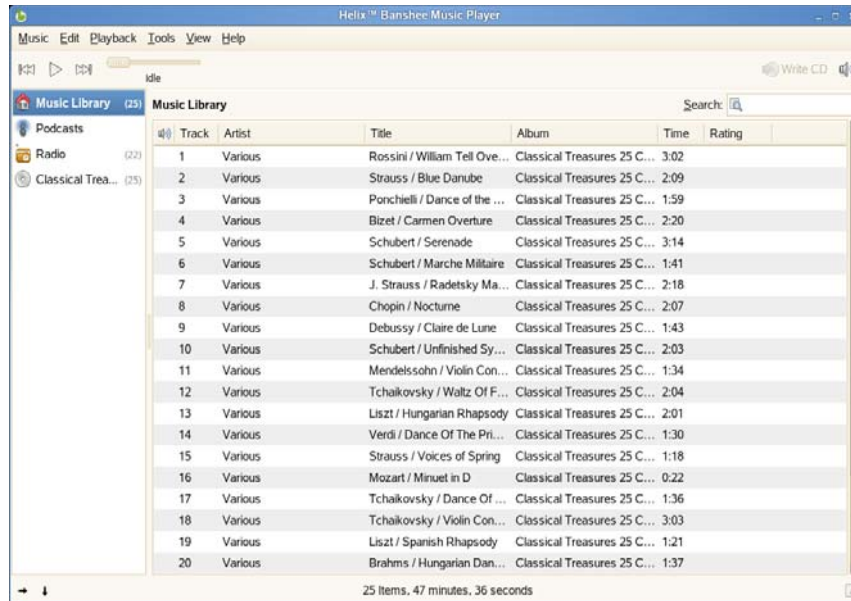 Helix™ Banshee Music Player
Music Edit Playback Tools View Help
Idle
Write CD
Music Library (25)
Podcasts
Radio (22)
Classical Trea... (25)
Music Library
Search:
Track Artist Title Album Time Rating
1 Various Rossini / William Tell Ove... Classical Treasures 25 C... 3:02
2 Various Strauss / Blue Danube Classical Treasures 25 C... 2:09
3 Various Ponchielli / Dance of the ... Classical Treasures 25 C... 1:59
4 Various Bizet / Carmen Overture Classical Treasures 25 C... 2:20
5 Various Schubert / Serenade Classical Treasures 25 C... 3:14
6 Various Schubert / Marche Militaire Classical Treasures 25 C... 1:41
7 Various J. Strauss / Radetsky Ma... Classical Treasures 25 C... 2:18
8 Various Chopin / Nocturne Classical Treasures 25 C... 2:07
9 Various Debussy / Claire de Lune Classical Treasures 25 C... 1:43
10 Various Schubert / Unfinished Sy... Classical Treasures 25 C... 2:03
11 Various Mendelssohn / Violin Con... Classical Treasures 25 C... 1:34
12 Various Tchaikovsky / Waltz Of F... Classical Treasures 25 C... 2:04
13 Various Liszt / Hungarian Rhapsody Classical Treasures 25 C... 2:01
14 Various Verdi / Dance Of The Pri... Classical Treasures 25 C... 1:30
15 Various Strauss / Voices of Spring Classical Treasures 25 C... 1:18
16 Various Mozart / Minuet in D Classical Treasures 25 C... 0:22
17 Various Tchaikovsky / Dance Of ... Classical Treasures 25 C... 1:36
18 Various Tchaikovsky / Violin Con... Classical Treasures 25 C... 3:03
19 Various Liszt / Spanish Rhapsody Classical Treasures 25 C... 1:21
20 Various Brahms / Hungarian Dan... Classical Treasures 25 C... 1:37
25 Items, 47 minutes, 36 seconds